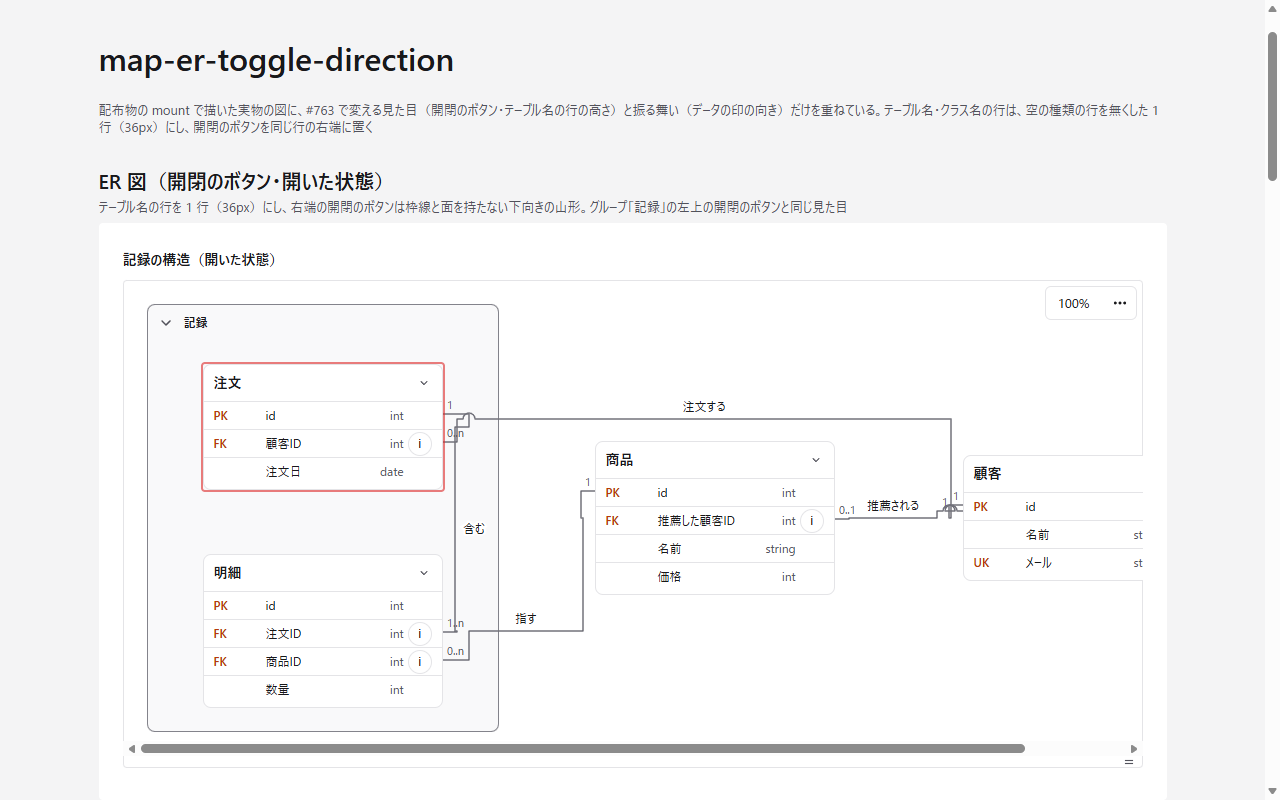 map-er-toggle-direction
配布物の mount で描いた実物の図に、#763 で変える見た目（開閉のボタン・テーブル名の行の高さ）と振る舞い（データの印の向き）だけを重ねている。テーブル名・クラス名の行は、空の種類の行を無くした 1
行（36px）にし、開閉のボタンを同じ行の右端に置く
ER 図（開閉のボタン・開いた状態）
テーブル名の行を 1 行（36px）にし、右端の開閉のボタンは枠線と面を持たない下向きの山形。グループ「記録」の左上の開閉のボタンと同じ見た目
記録の構造（開いた状態）
100%
記録
注文
PK id int
FK 顧客ID int i
注文日 date
1
0..n
注文する
含む
商品
PK id int
FK 推薦した顧客ID int i
名前 string
価格 int
1
0..1
推薦される
1
1
顧客
PK id
名前 st
UK メール st
明細
PK id int
FK 注文ID int i
FK 商品ID int i
数量 int
1..n
0..n
指す